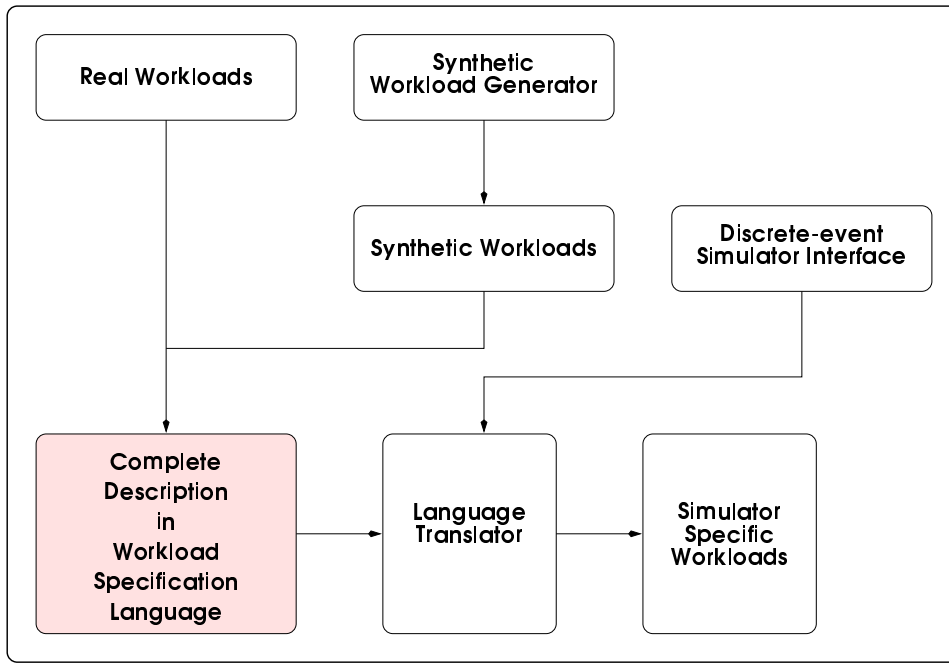 Real Workloads
Synthetic
Workload Generator
Synthetic Workloads
Discrete-event
Simulator Interface
Complete
Description
in
Workload
Specification
Language
Language
Translator
Simulator
Specific
Workloads